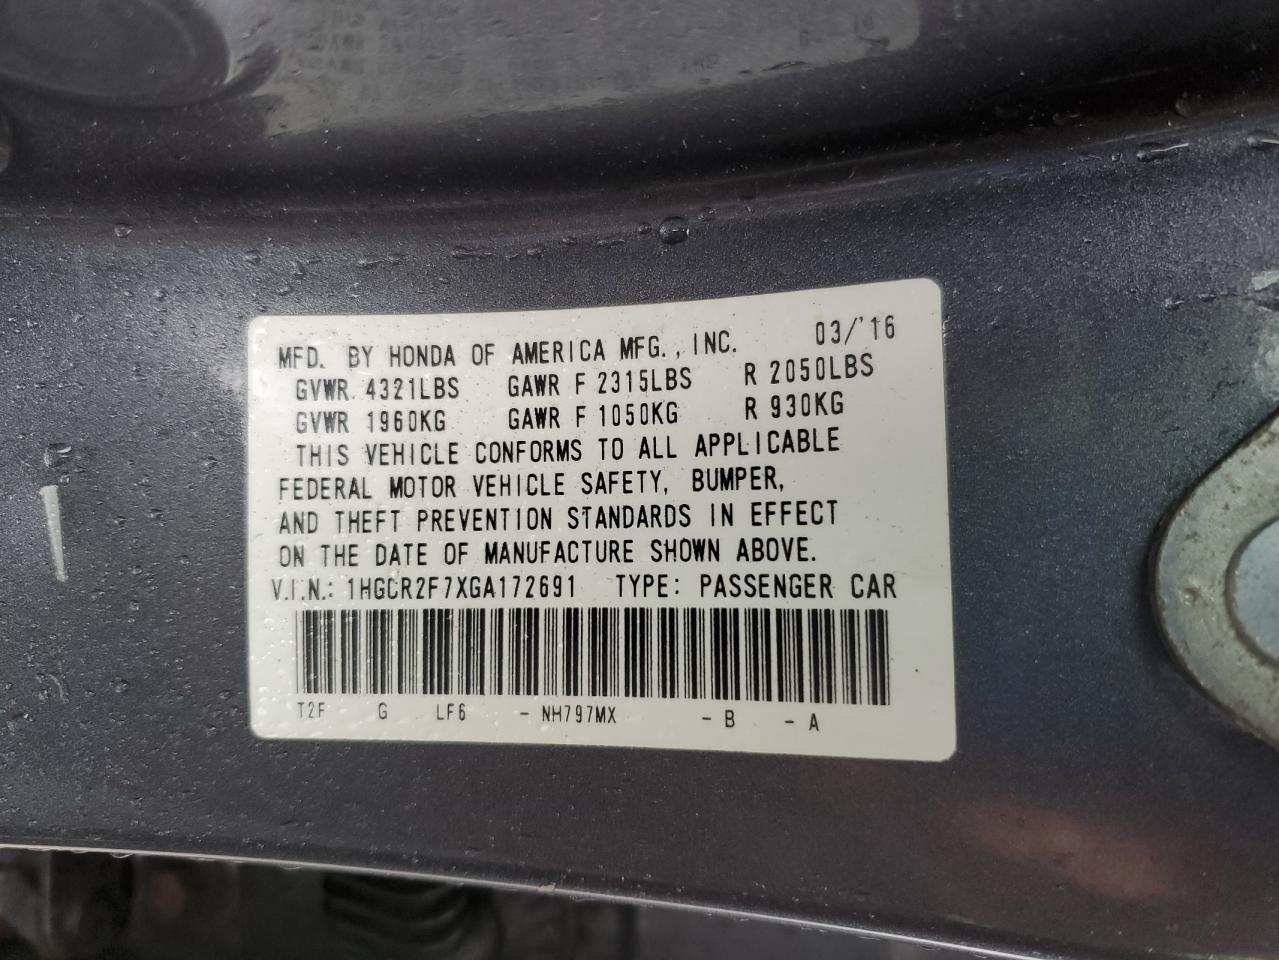 MFD. BY HONDA OF AMERICA MFG., INC. 03/'16
GVWR. 4321LBS GAWR F 2315LBS R 2050LBS
GVWR 1960KG GAWR F 1050KG R 930KG
THIS VEHICLE CONFORMS TO ALL APPLICABLE
FEDERAL MOTOR VEHICLE SAFETY, BUMPER,
AND THEFT PREVENTION STANDARDS IN EFFECT
ON THE DATE OF MANUFACTURE SHOWN ABOVE.
V.I.N.: 1HGCR2F7XGA172691 TYPE: PASSENGER CAR
T2F G LF6 - NH797MX - B - A